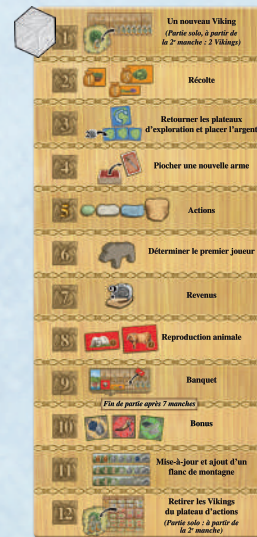 1
Un nouveau Viking
(Partie solo, à partir de
la 2e manche : 2 Vikings)
2
Récolte
3
Retourner les plateaux
d'exploration et placer l'argent
4
Piocher une nouvelle arme
5
Actions
6
Déterminer le premier joueur
7
Revenus
8
Reproduction animale
9
Banquet
Fin de partie après 7 manches
10
Bonus
11
Mise-à-jour et ajout d'un
flanc de montagne
12
Retirer les Vikings
du plateau d'actions
(Partie solo : à partir de
la 2e manche)